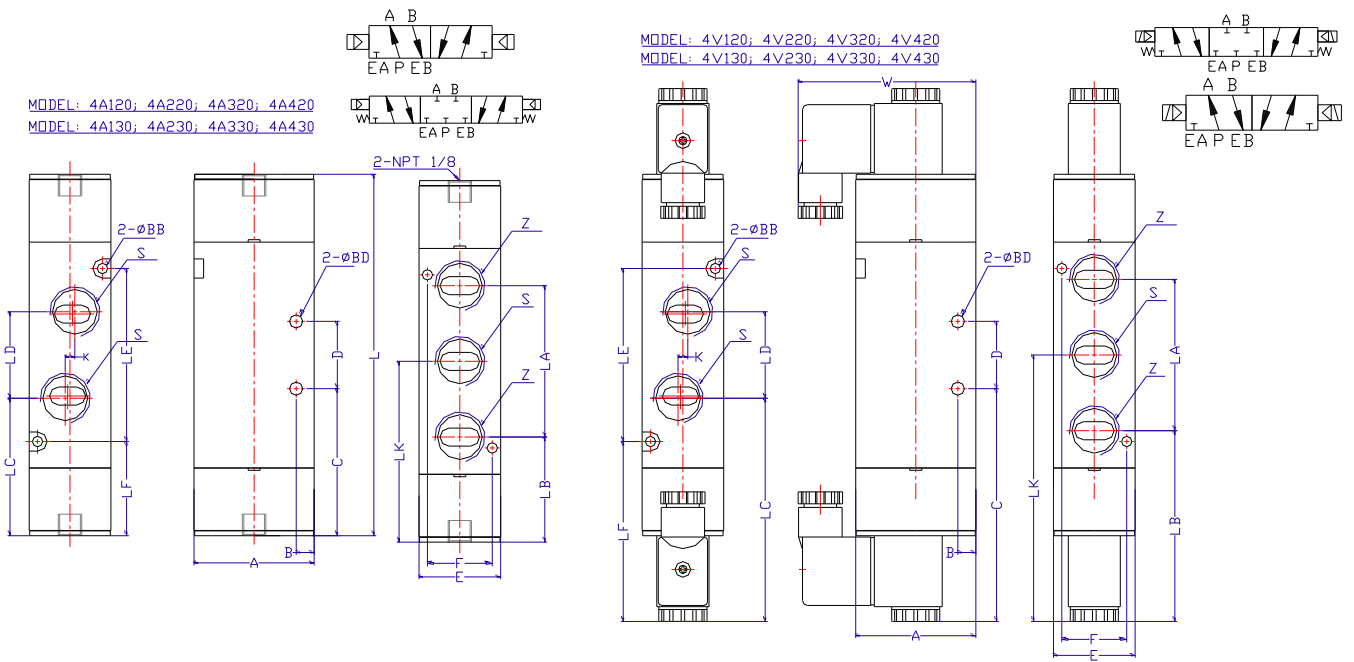 A B
EA P EB
A B
EA P EB
MODEL: 4A120; 4A220; 4A320; 4A420
MODEL: 4A130; 4A230; 4A330; 4A430
MODEL: 4V120; 4V220; 4V320; 4V420
MODEL: 4V130; 4V230; 4V330; 4V430
A B
EA P EB
A B
EA P EB
2-ØBB
S
S
LD
LE
K
LC
LF
2-ØBD
D
L
C
B
A
2-NPT 1/8
Z
S
Z
LA
LK
LB
F
E
2-ØBB
S
S
LE
K
LD
LF
LC
W
2-ØBD
D
C
B
A
Z
S
Z
LA
LK
LB
F
E